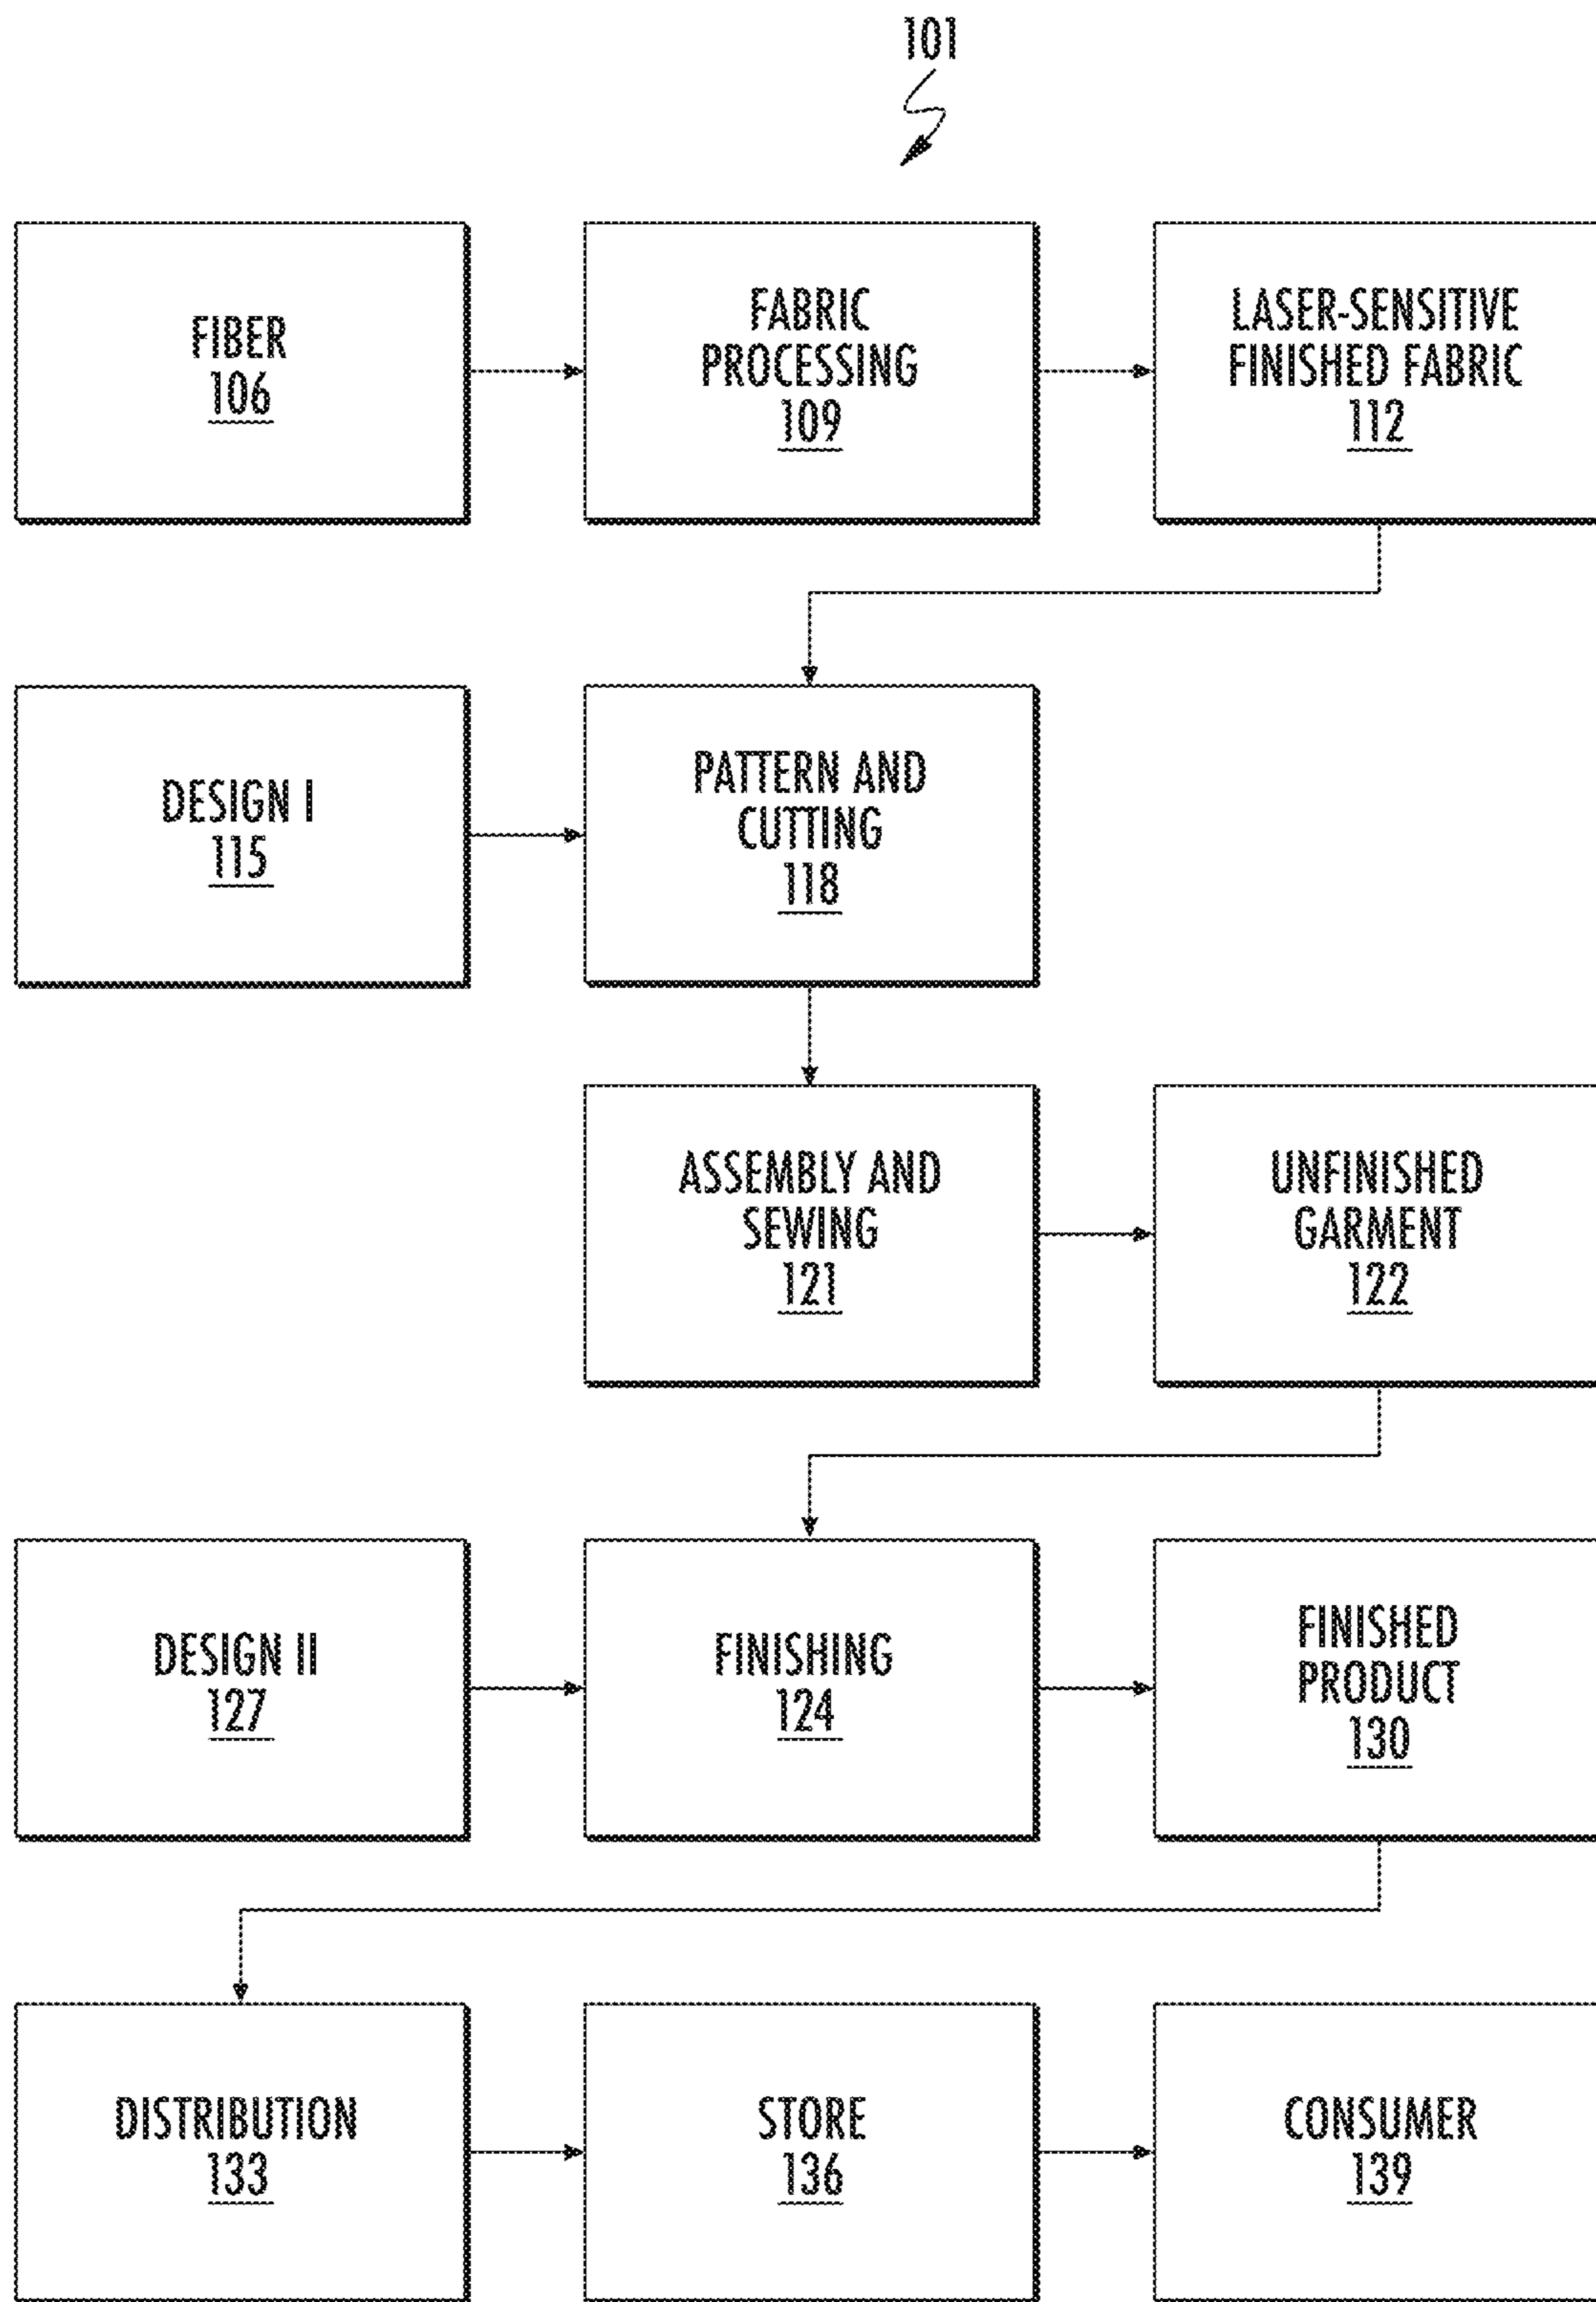 101
FIBER
106
FABRIC
PROCESSING
109
LASER-SENSITIVE
FINISHED FABRIC
112
DESIGN I
115
PATTERN AND
CUTTING
118
ASSEMBLY AND
SEWING
121
UNFINISHED
GARMENT
122
DESIGN II
127
FINISHING
124
FINISHED
PRODUCT
130
DISTRIBUTION
133
STORE
136
CONSUMER
139